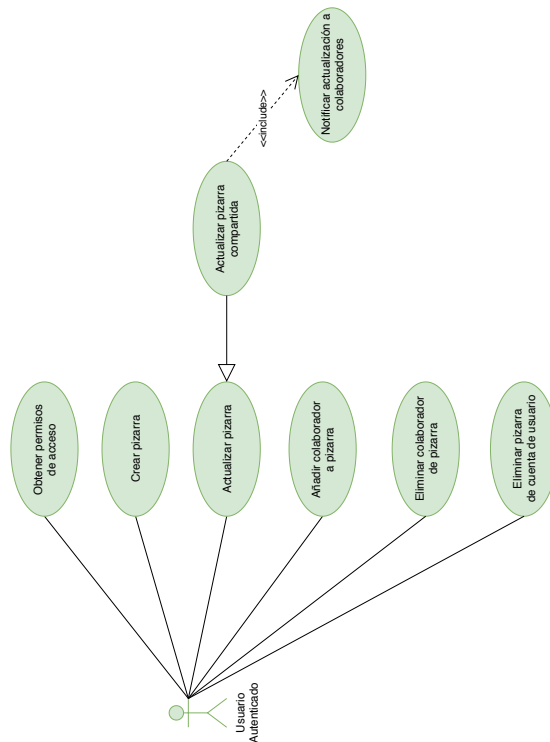 Usuario
Autenticado
Obtener permisos
de acceso
Crear pizarra
Actualizar pizarra
Añadir colaborador
a pizarra
Eliminar colaborador
de pizarra
Eliminar pizarra
de cuenta de usuario
Actualizar pizarra
compartida
<<include>>
Notificar actualización a
colaboradores